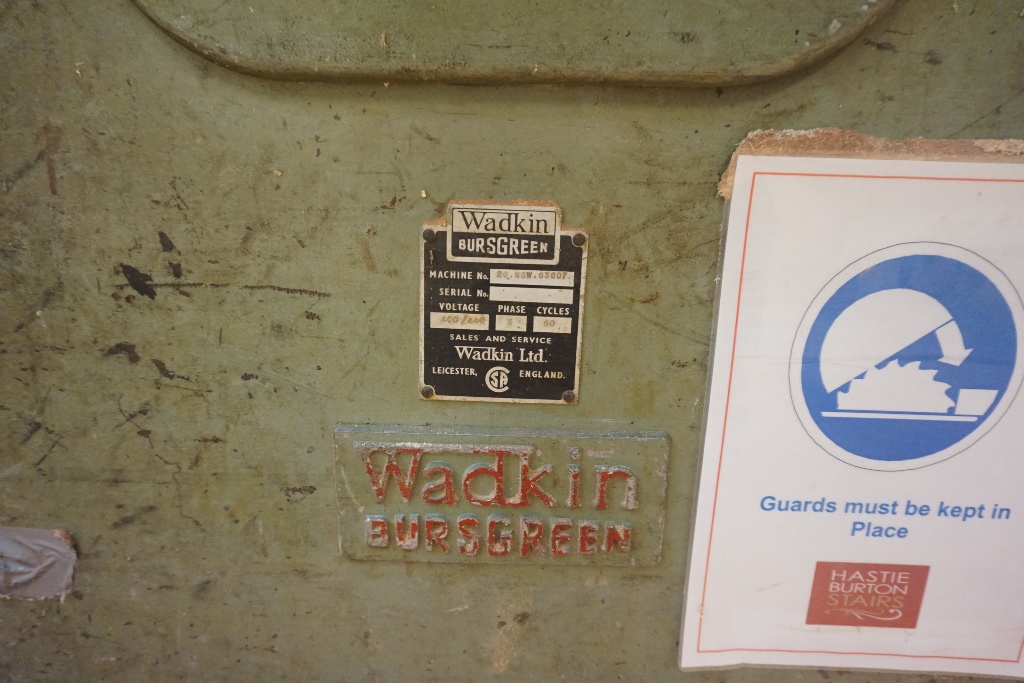 Wadkin
BURSGREEN
MACHINE No.
SERIAL No.
VOLTAGE PHASE CYCLES
SALES AND SERVICE
Wadkin Ltd.
LEICESTER, ENGLAND.
CSA
Wadkin
BURSGREEN
Guards must be kept in
Place
HASTIE
BURTON
STAIRS